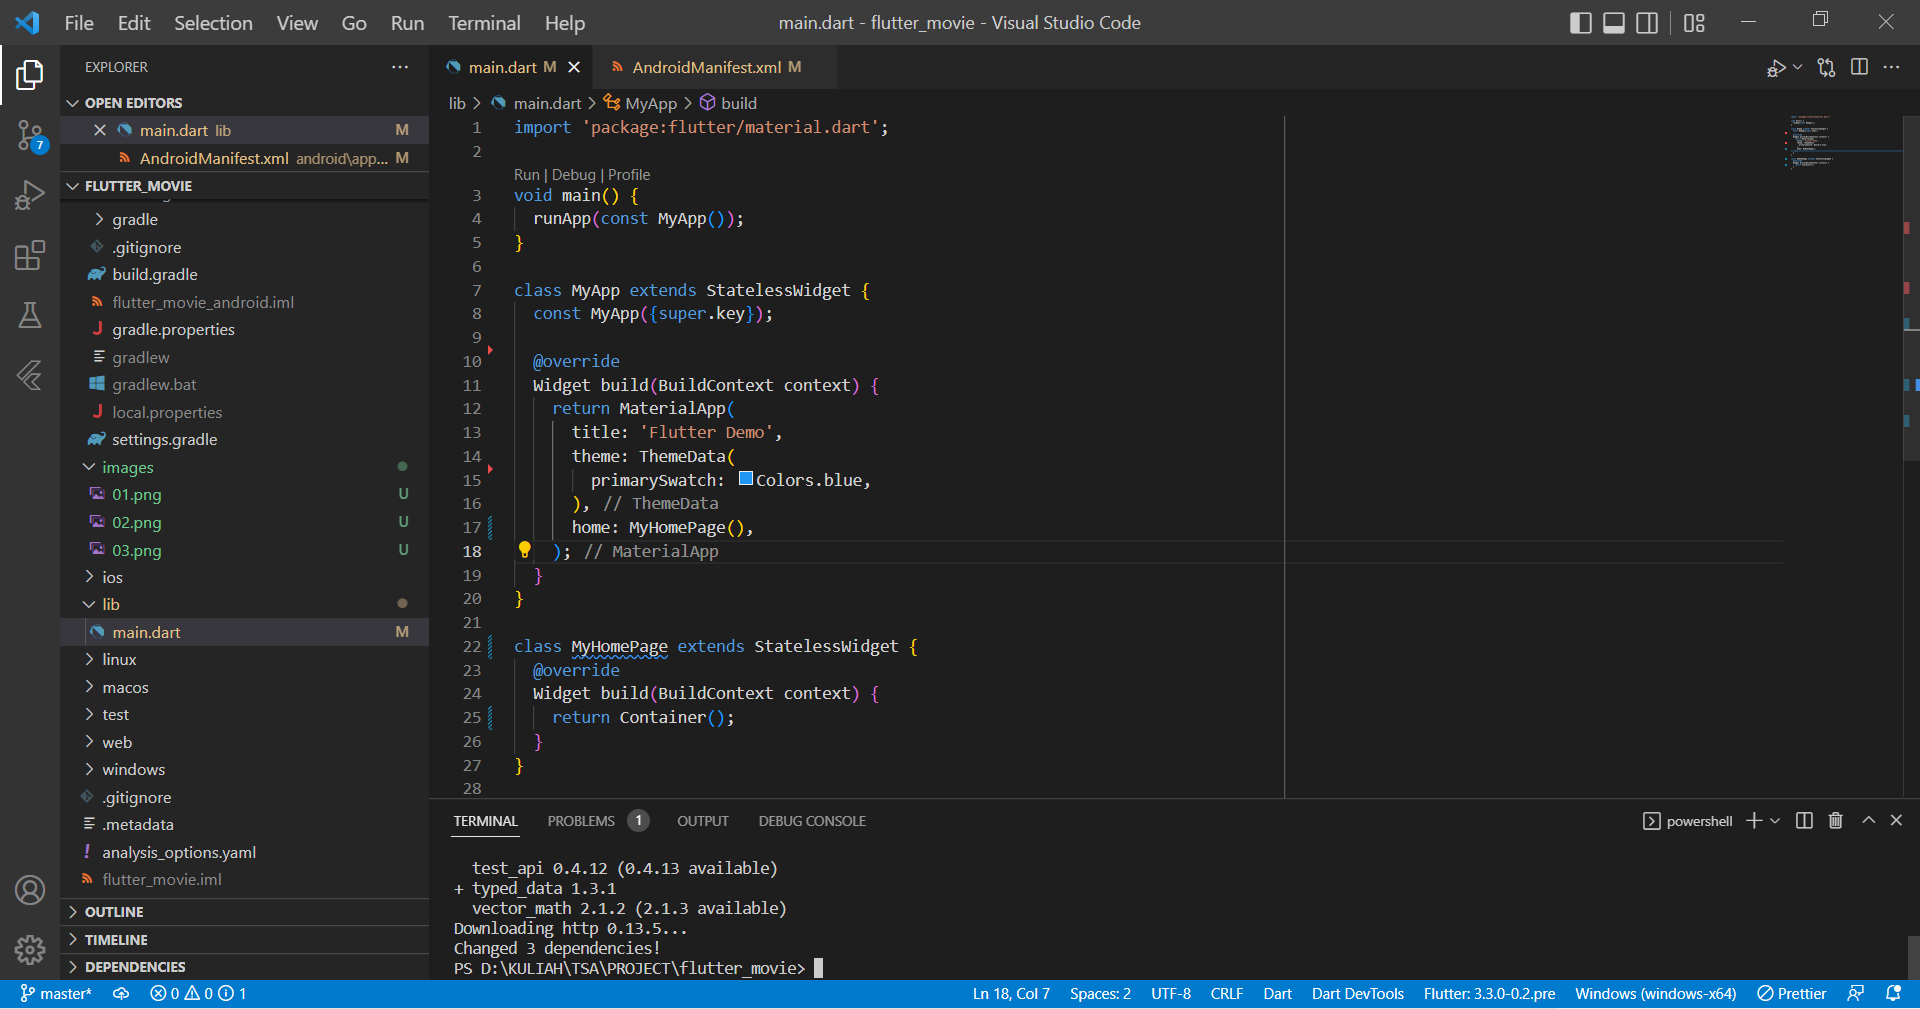 File Edit Selection View Go Run Terminal Help
main.dart - flutter_movie - Visual Studio Code
EXPLORER
OPEN EDITORS
main.dart lib M
AndroidManifest.xml android\app... M
FLUTTER_MOVIE
gradle
.gitignore
build.gradle
flutter_movie_android.iml
gradle.properties
gradlew
gradlew.bat
local.properties
settings.gradle
images
01.png U
02.png U
03.png U
ios
lib
main.dart M
linux
macos
test
web
windows
.gitignore
.metadata
analysis_options.yaml
flutter_movie.iml
OUTLINE
TIMELINE
DEPENDENCIES
7
main.dart M
AndroidManifest.xml M
lib > main.dart > MyApp > build
1 import 'package:flutter/material.dart';
2
Run | Debug | Profile
3 void main() {
4 runApp(const MyApp());
5 }
6
7 class MyApp extends StatelessWidget {
8 const MyApp({super.key});
9
10 @override
11 Widget build(BuildContext context) {
12 return MaterialApp(
13 title: 'Flutter Demo',
14 theme: ThemeData(
15 primarySwatch: Colors.blue,
16 ), // ThemeData
17 home: MyHomePage(),
18 ); // MaterialApp
19 }
20 }
21
22 class MyHomePage extends StatelessWidget {
23 @override
24 Widget build(BuildContext context) {
25 return Container();
26 }
27 }
28
TERMINAL PROBLEMS 1 OUTPUT DEBUG CONSOLE
powershell
test_api 0.4.12 (0.4.13 available)
+ typed_data 1.3.1
vector_math 2.1.2 (2.1.3 available)
Downloading http 0.13.5...
Changed 3 dependencies!
PS D:\KULIAH\TSA\PROJECT\flutter_movie>
master* 0 0 1
Ln 18, Col 7 Spaces: 2 UTF-8 CRLF Dart Dart DevTools Flutter: 3.3.0-0.2.pre Windows (windows-x64) Prettier